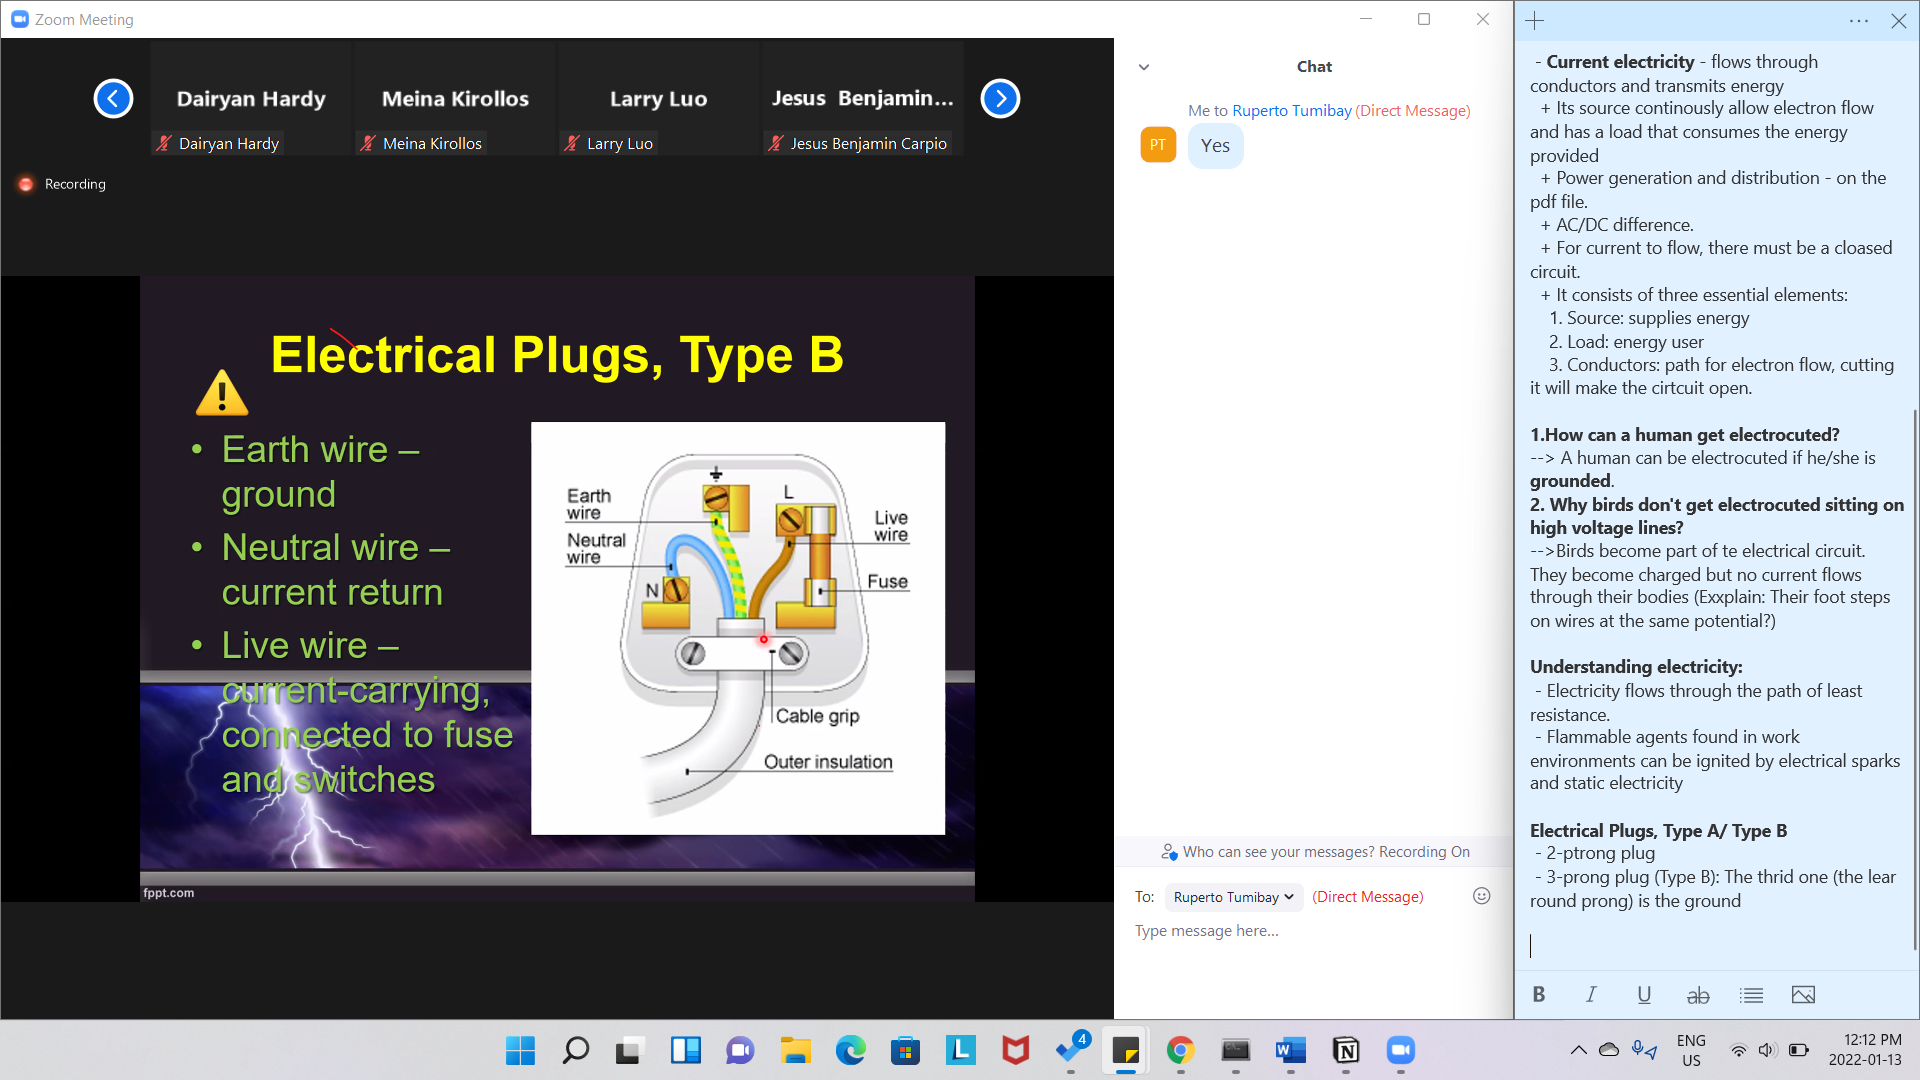 Zoom Meeting
Dairyan Hardy
Meina Kirollos
Larry Luo
Jesus Benjamin...
Dairyan Hardy
Meina Kirollos
Larry Luo
Jesus Benjamin Carpio
Recording
Electrical Plugs, Type B
• Earth wire –
ground
• Neutral wire –
current return
• Live wire –
current-carrying,
connected to fuse
and switches
Earth
wire
Neutral
wire
N
L
Live
wire
Fuse
Cable grip
Outer insulation
fppt.com
Chat
Me to Ruperto Tumibay (Direct Message)
PT
Yes
Who can see your messages? Recording On
To: Ruperto Tumibay (Direct Message)
Type message here...
- Current electricity - flows through
conductors and transmits energy
+ Its source continously allow electron flow
and has a load that consumes the energy
provided
+ Power generation and distribution - on the
pdf file.
+ AC/DC difference.
+ For current to flow, there must be a cloased
circuit.
+ It consists of three essential elements:
1. Source: supplies energy
2. Load: energy user
3. Conductors: path for electron flow, cutting
it will make the cirtcuit open.
1.How can a human get electrocuted?
--> A human can be electrocuted if he/she is
grounded.
2. Why birds don't get electrocuted sitting on
high voltage lines?
-->Birds become part of te electrical circuit.
They become charged but no current flows
through their bodies (Exxplain: Their foot steps
on wires at the same potential?)
Understanding electricity:
- Electricity flows through the path of least
resistance.
- Flammable agents found in work
environments can be ignited by electrical sparks
and static electricity
Electrical Plugs, Type A/ Type B
- 2-ptrong plug
- 3-prong plug (Type B): The thrid one (the lear
round prong) is the ground
B I U ab
L
4
W
N
ENG
US
12:12 PM
2022-01-13